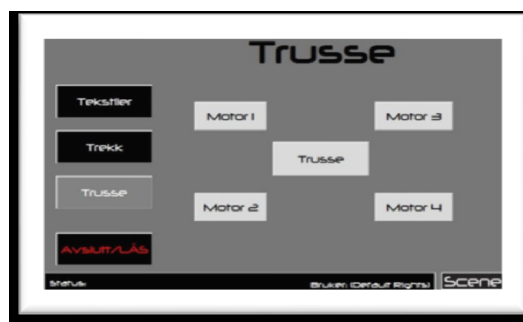 Trusse
Tekstiler
Trekk
Trusse
Avslutt/LÅS
Motor 1
Motor 3
Trusse
Motor 2
Motor 4
Status:
Bruker: (Default Rights)
Scene